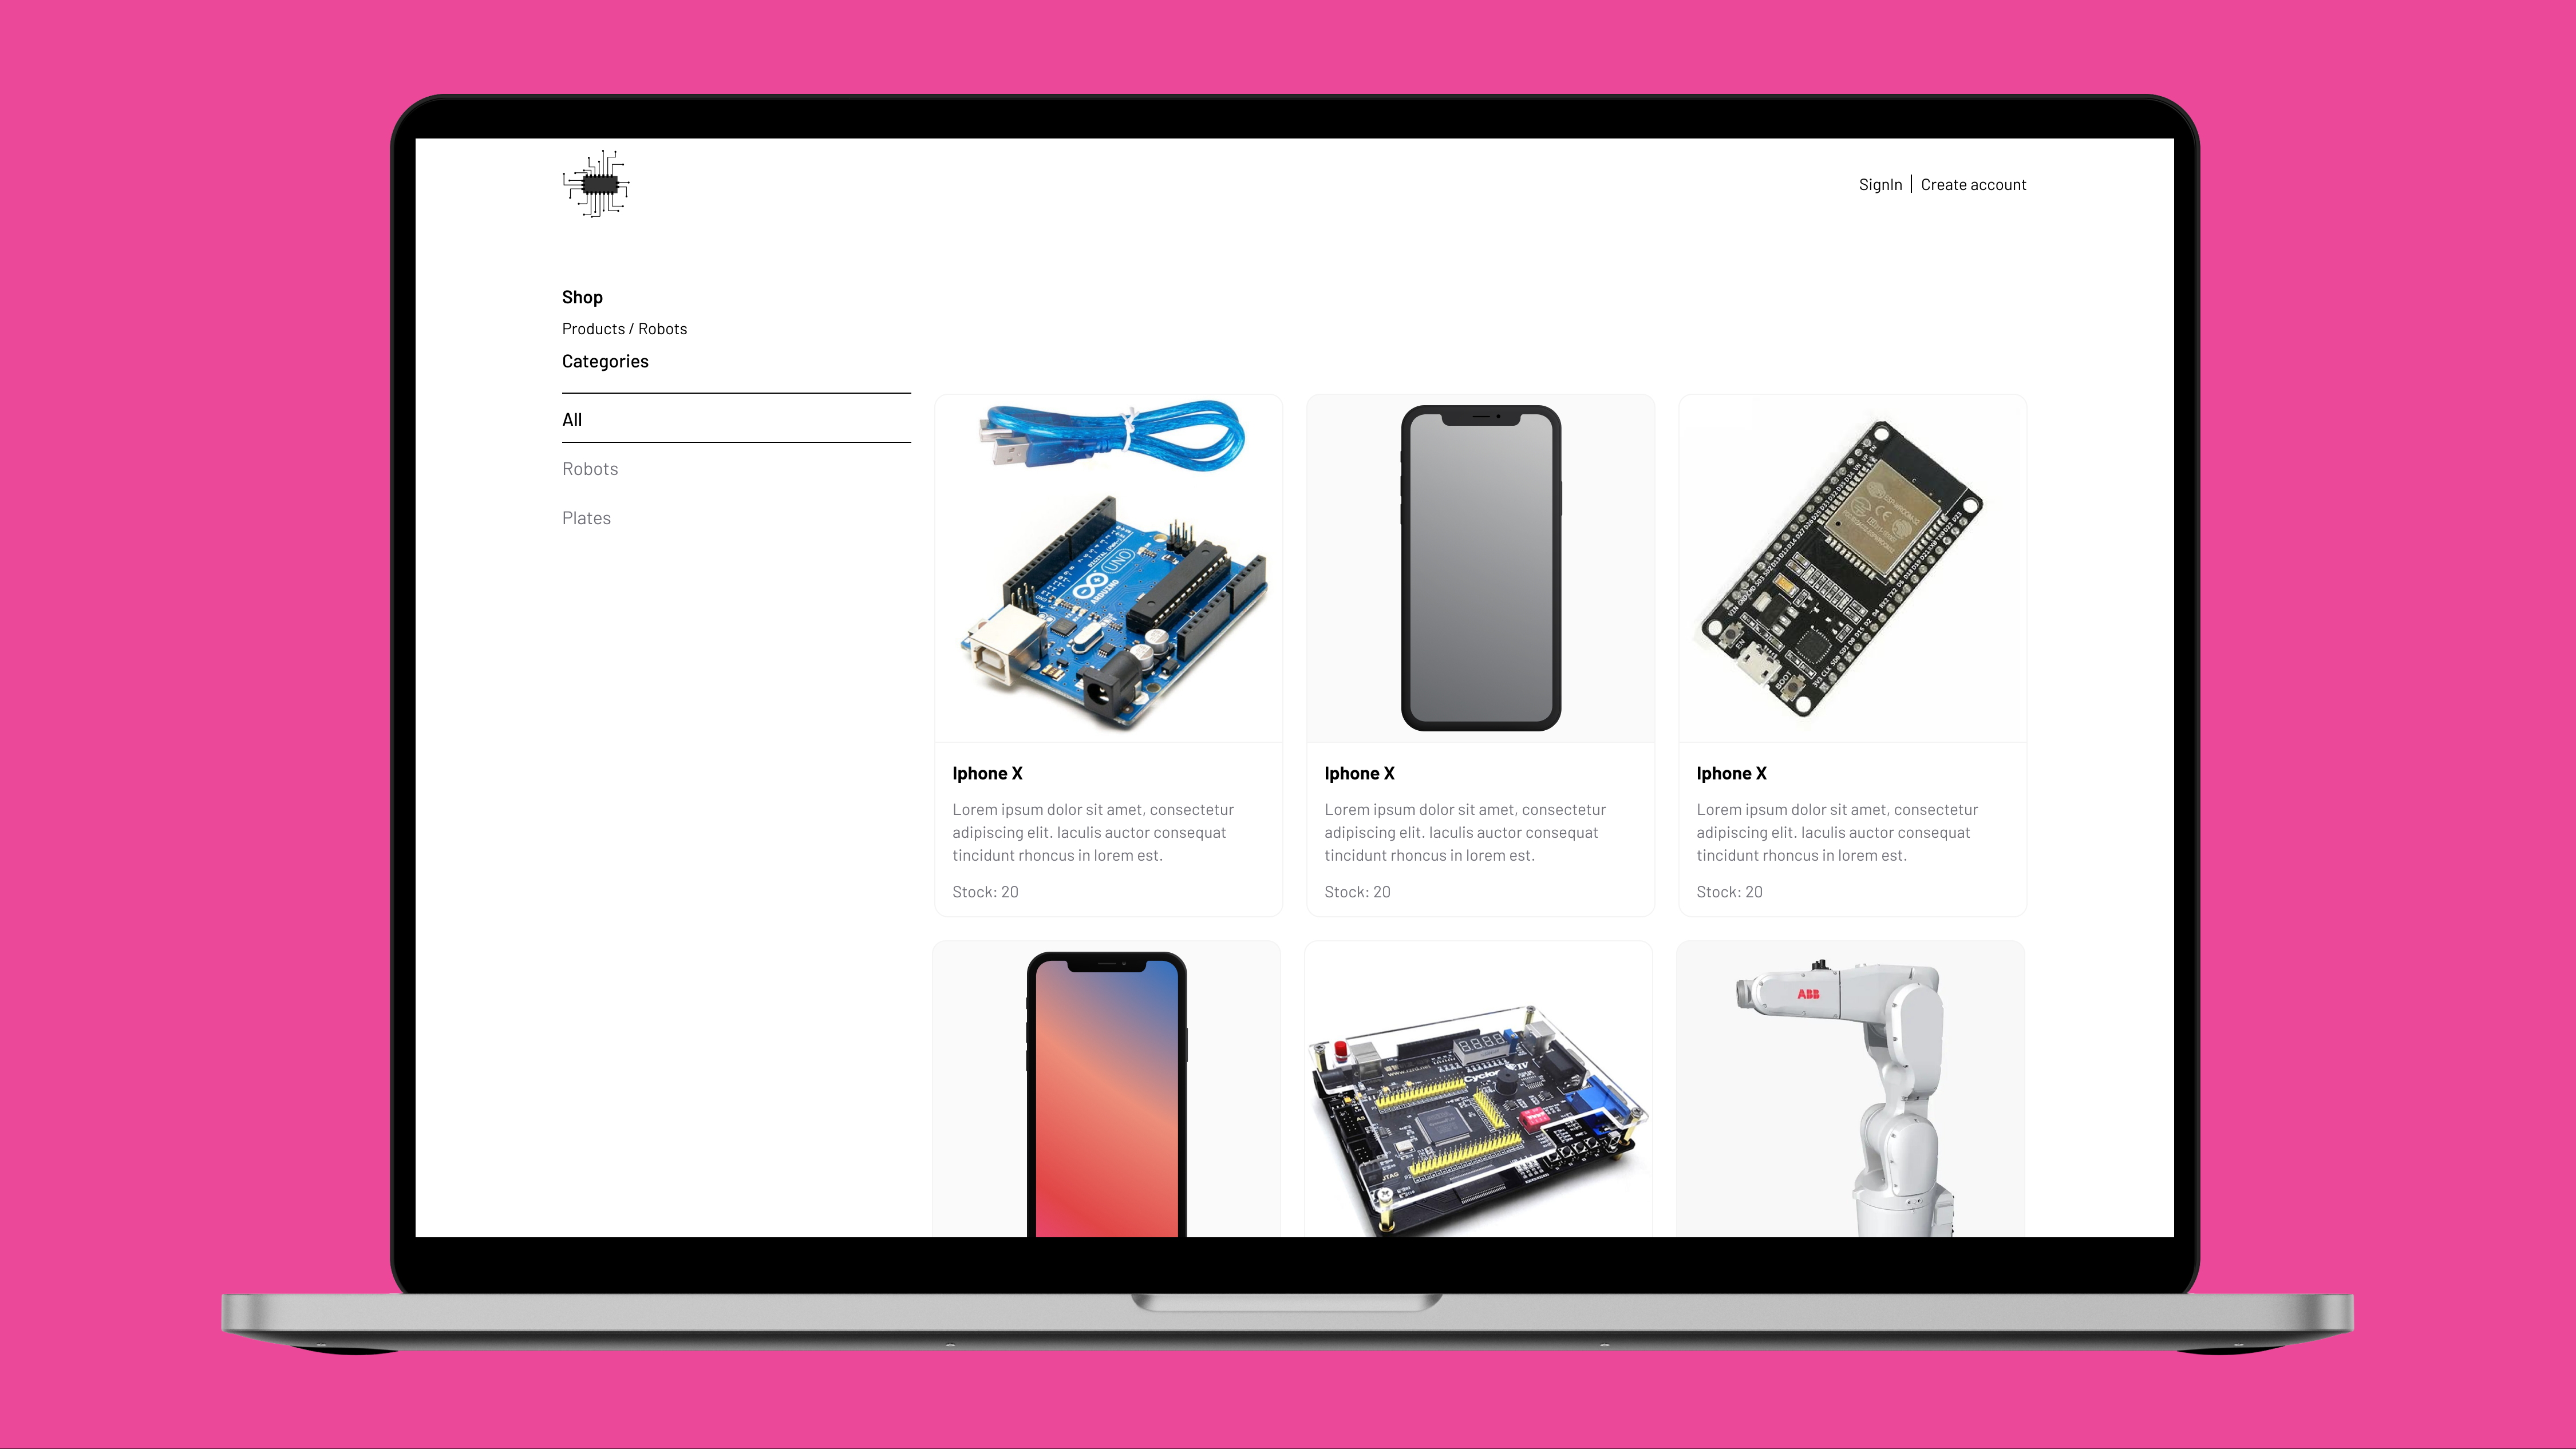 SignIn | Create account
Shop
Products / Robots
Categories
All
Robots
Plates
ARDUINO
UNO
Iphone X
Lorem ipsum dolor sit amet, consectetur
adipiscing elit. Iaculis auctor consequat
tincidunt rhoncus in lorem est.
Stock: 20
Iphone X
Lorem ipsum dolor sit amet, consectetur
adipiscing elit. Iaculis auctor consequat
tincidunt rhoncus in lorem est.
Stock: 20
EN
BOOT
Iphone X
Lorem ipsum dolor sit amet, consectetur
adipiscing elit. Iaculis auctor consequat
tincidunt rhoncus in lorem est.
Stock: 20
ABB